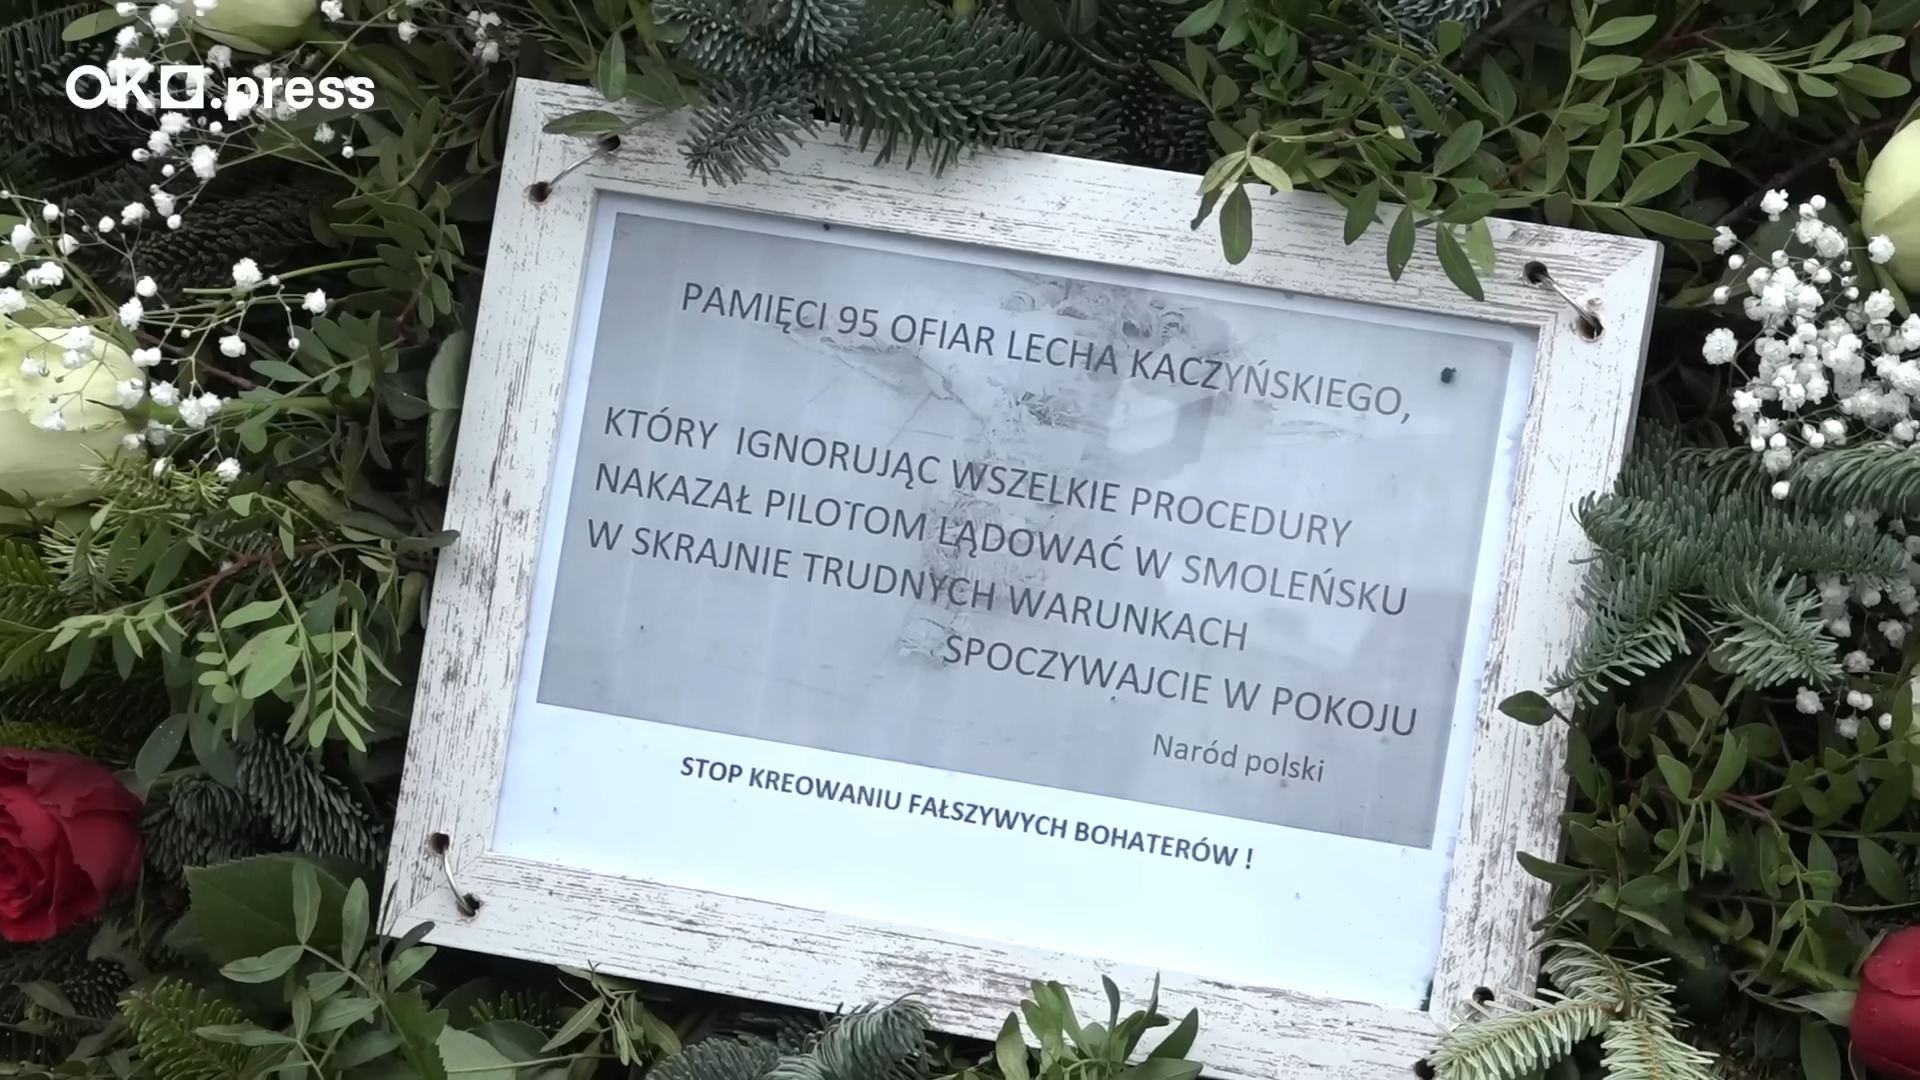 OKO.press
PAMIĘCI 95 OFIAR LECHA KACZYŃSKIEGO,
KTÓRY IGNORUJĄC WSZELKIE PROCEDURY
NAKAZAŁ PILOTOM LĄDOWAĆ W SMOLEŃSKU
W SKRAJNIE TRUDNYCH WARUNKACH
SPOCZYWAJCIE W POKOJU
Naród polski
STOP KREOWANIU FAŁSZYWYCH BOHATERÓW !